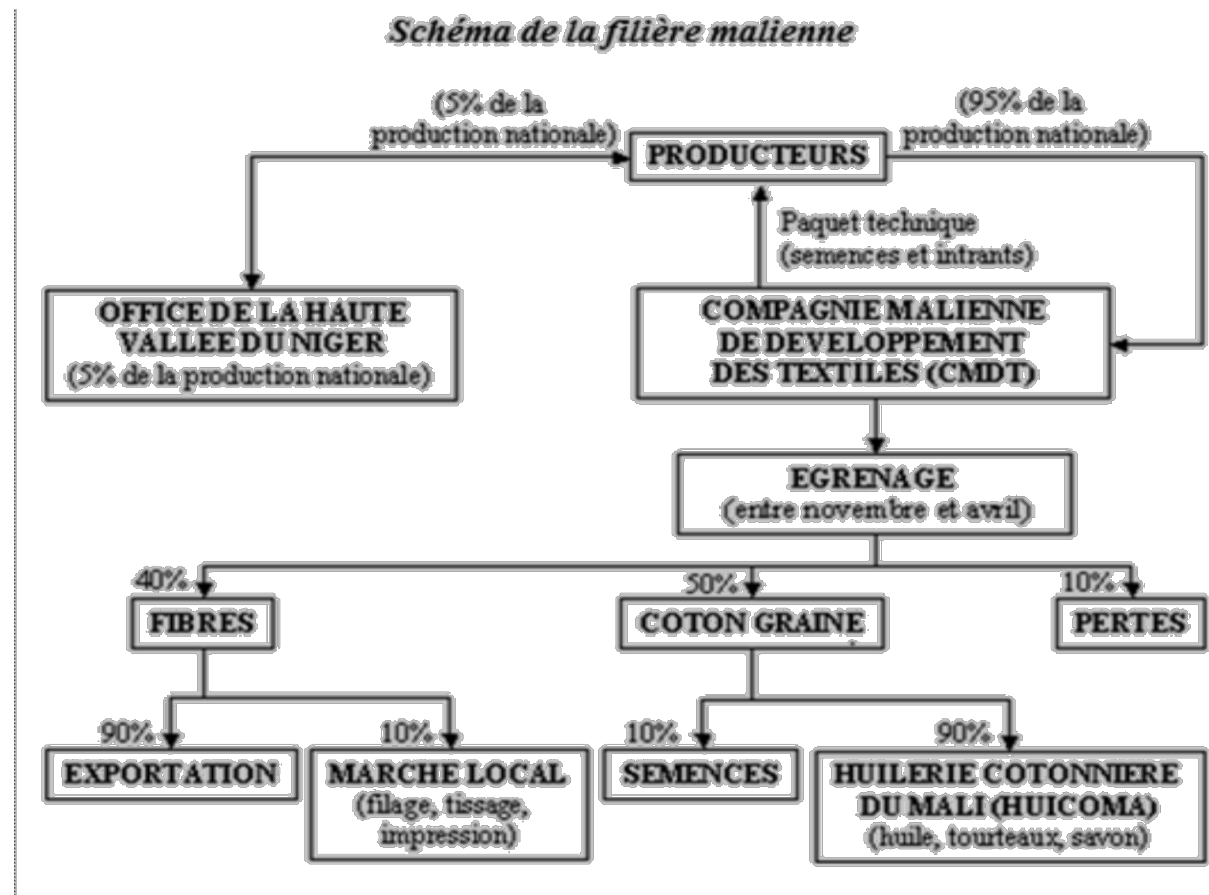 Schéma de la filière malienne
(5% de la
production nationale)
(95% de la
production nationale)
PRODUCTEURS
Paquet technique
(semences et intrants)
OFFICE DE LA HAUTE
VALLEE DU NIGER
(5% de la production nationale)
COMPAGNIE MALIENNE
DE DEVELOPPEMENT
DES TEXTILES (CMDT)
EGRENAGE
(entre novembre et avril)
40%
50%
10%
FIBRES
COTON GRAINE
PERTES
90%
10%
10%
90%
EXPORTATION
MARCHE LOCAL
(filage, tissage,
impression)
SEMENCES
HUILERIE COTONNIERE
DU MALI (HUICOMA)
(huile, tourteaux, savon)